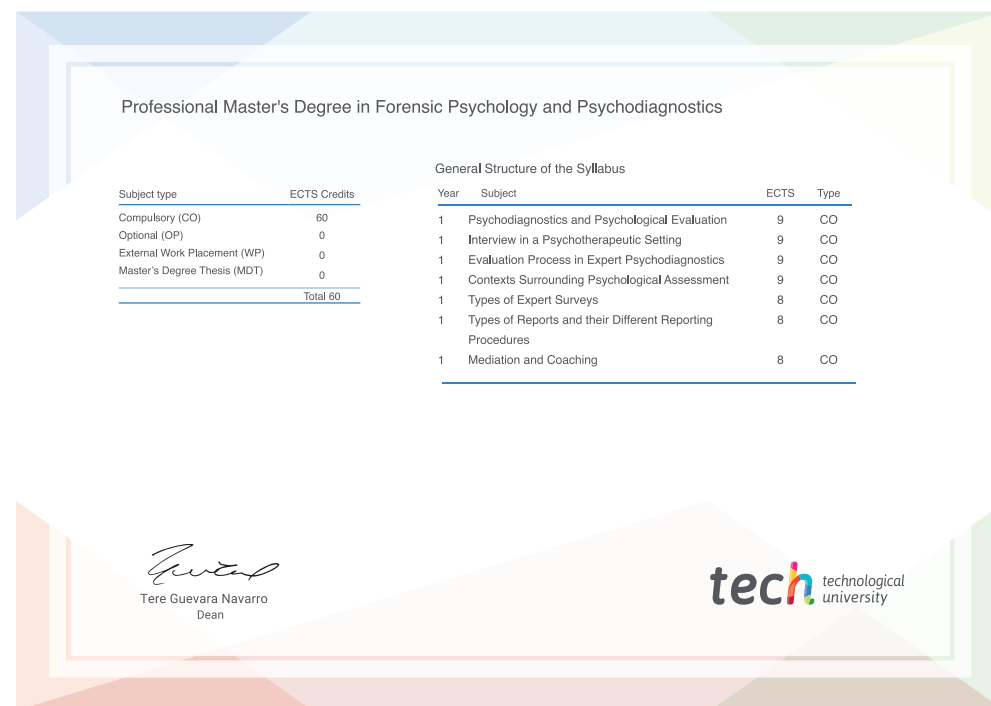 Professional Master's Degree in Forensic Psychology and Psychodiagnostics
General Structure of the Syllabus
Subject type ECTS Credits
Compulsory (CO) 60
Optional (OP) 0
External Work Placement (WP) 0
Master's Degree Thesis (MDT) 0
Total 60
Year Subject ECTS Type
1 Psychodiagnostics and Psychological Evaluation 9 CO
1 Interview in a Psychotherapeutic Setting 9 CO
1 Evaluation Process in Expert Psychodiagnostics 9 CO
1 Contexts Surrounding Psychological Assessment 9 CO
1 Types of Expert Surveys 8 CO
1 Types of Reports and their Different Reporting 8 CO
Procedures
1 Mediation and Coaching 8 CO
Tere Guevara Navarro
Dean
tech technological
university